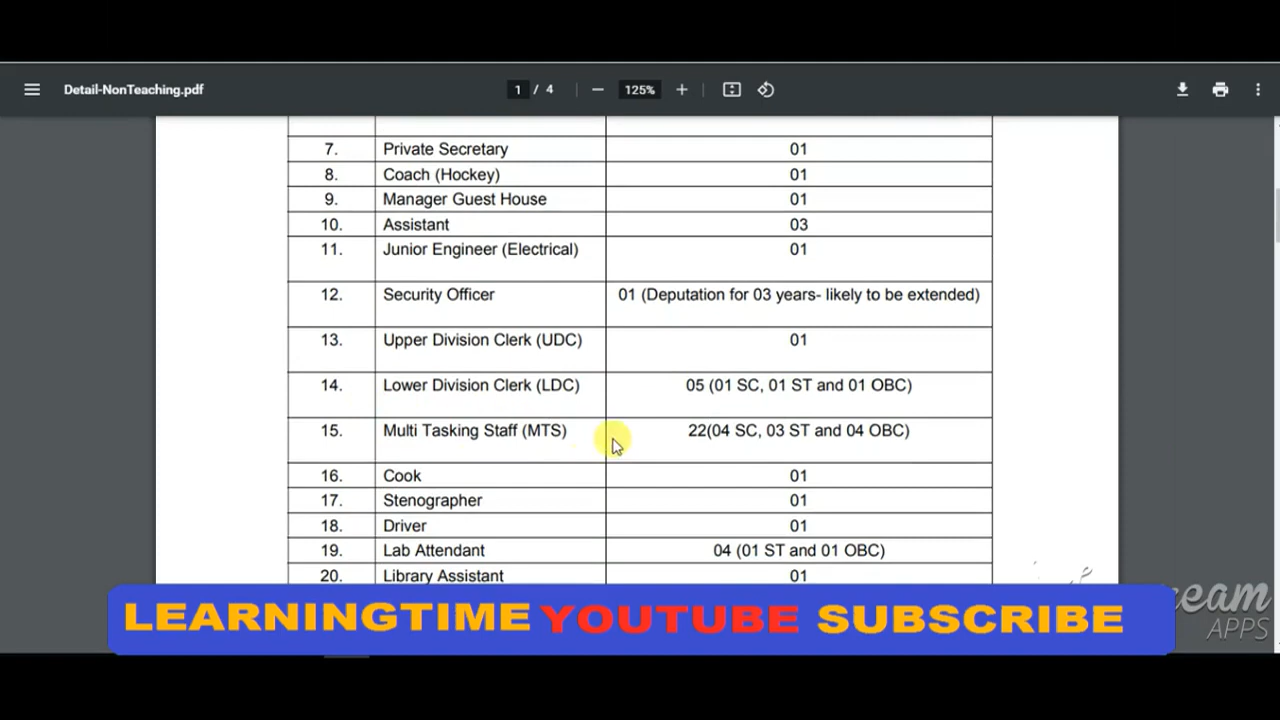 Detail-NonTeaching.pdf 1 / 4 125%
7. Private Secretary 01
8. Coach (Hockey) 01
9. Manager Guest House 01
10. Assistant 03
11. Junior Engineer (Electrical) 01
12. Security Officer 01 (Deputation for 03 years- likely to be extended)
13. Upper Division Clerk (UDC) 01
14. Lower Division Clerk (LDC) 05 (01 SC, 01 ST and 01 OBC)
15. Multi Tasking Staff (MTS) 22(04 SC, 03 ST and 04 OBC)
16. Cook 01
17. Stenographer 01
18. Driver 01
19. Lab Attendant 04 (01 ST and 01 OBC)
20. Library Assistant 01
LEARNINGTIME YOUTUBE SUBSCRIBE
APPS